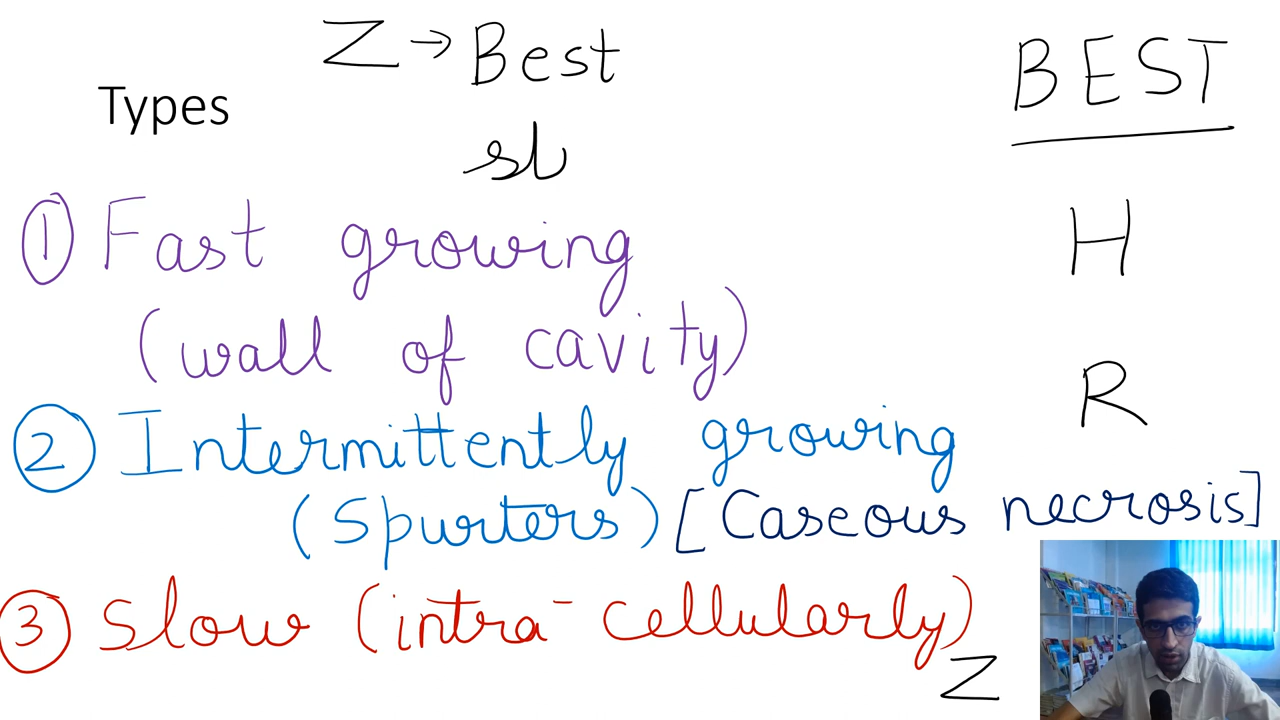 Z → Best
BEST
Types
sl
① Fast growing
H
(wall of cavity)
R
② Intermittently growing
(Spurters) [Caseous necrosis]
③ Slow (intra-cellularly)
Z